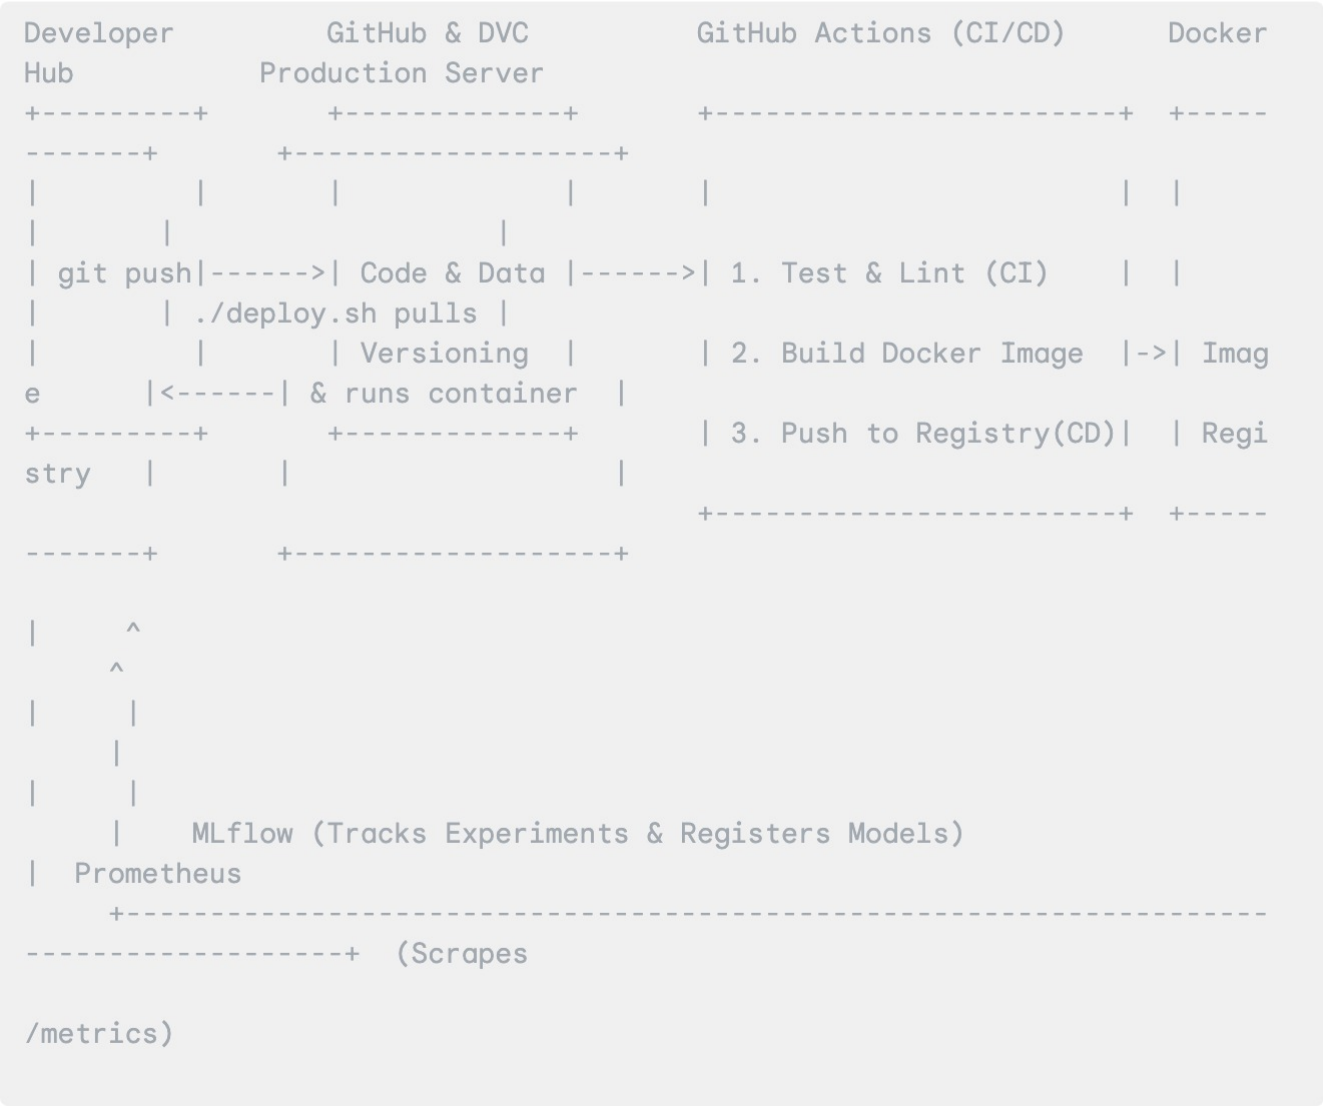 Developer         GitHub & DVC          GitHub Actions (CI/CD)      Docker
Hub           Production Server
+---------+       +-------------+       +------------------------+  +-----
-------+       +-------------------+
|         |       |             |       |                        |  |
|       |                   |
| git push|------>| Code & Data |------>| 1. Test & Lint (CI)    |  |
|       | ./deploy.sh pulls |
|         |       | Versioning  |       | 2. Build Docker Image  |->| Imag
e      |<------| & runs container  |
+---------+       +-------------+       | 3. Push to Registry(CD)|  | Regi
stry   |       |                   |
                                        +------------------------+  +-----
-------+       +-------------------+
|     ^
     ^
|     |
     |
|     |
     |    MLflow (Tracks Experiments & Registers Models)
|  Prometheus
     +--------------------------------------------------------------------
-------------------+  (Scrapes
/metrics)